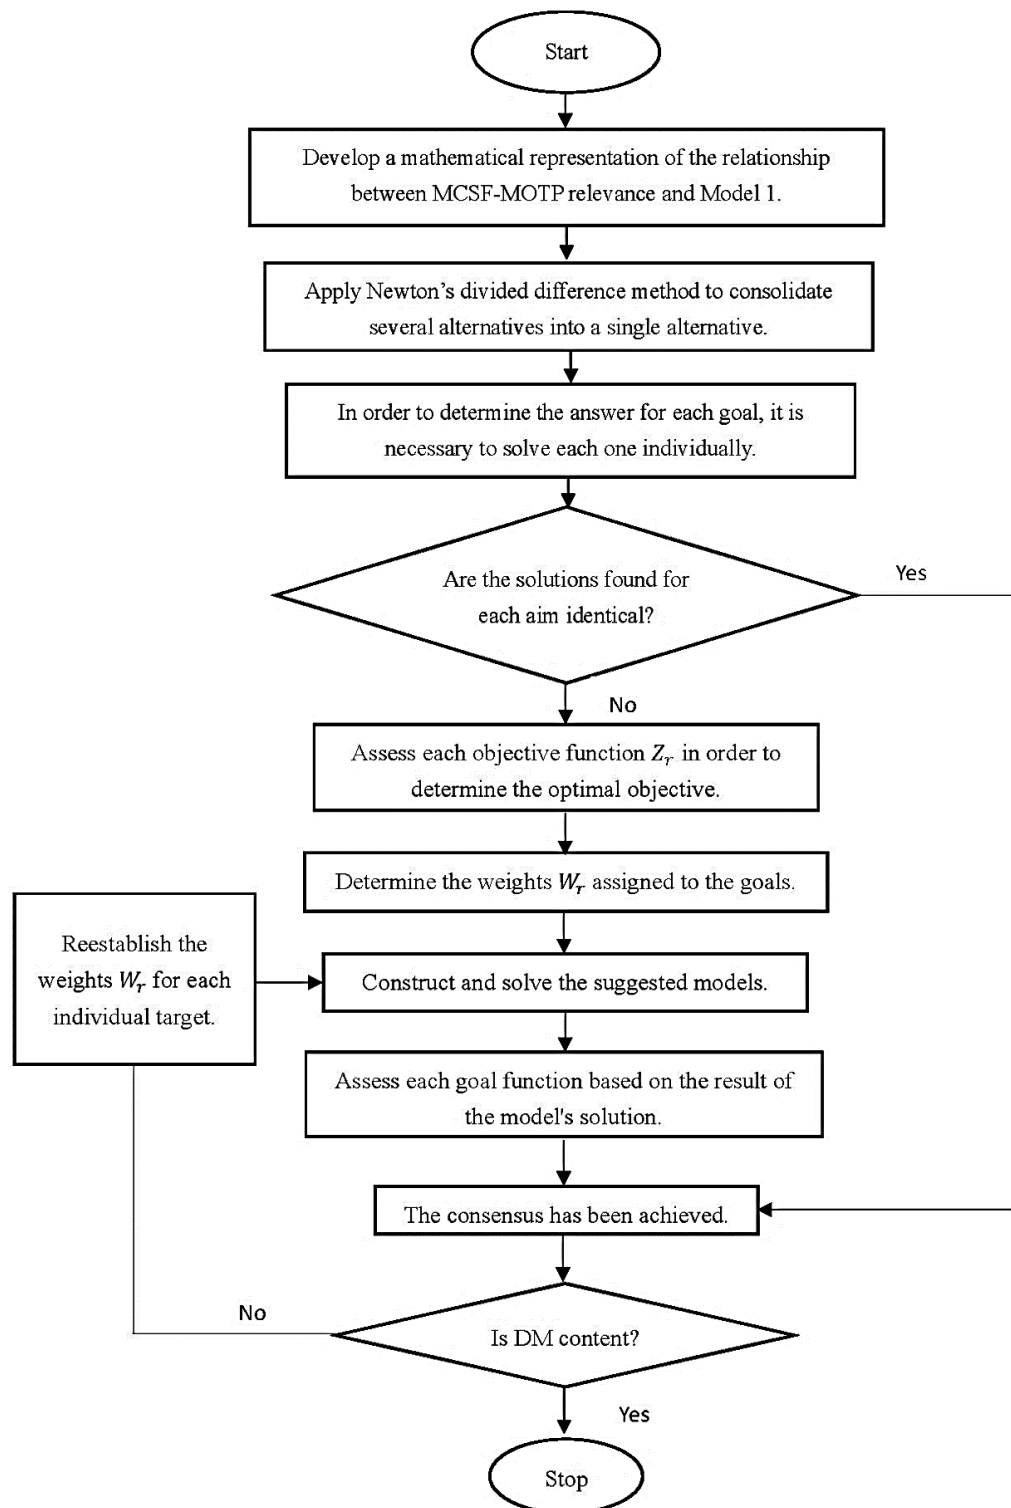 Start
Develop a mathematical representation of the relationship
between MCSF-MOTP relevance and Model 1.
Apply Newton’s divided difference method to consolidate
several alternatives into a single alternative.
In order to determine the answer for each goal, it is
necessary to solve each one individually.
Are the solutions found for
each aim identical?
Yes
No
Assess each objective function Zᵣ in order to
determine the optimal objective.
Determine the weights Wᵣ assigned to the goals.
Reestablish the
weights Wᵣ for each
individual target.
Construct and solve the suggested models.
Assess each goal function based on the result of
the model's solution.
The consensus has been achieved.
No
Is DM content?
Yes
Stop